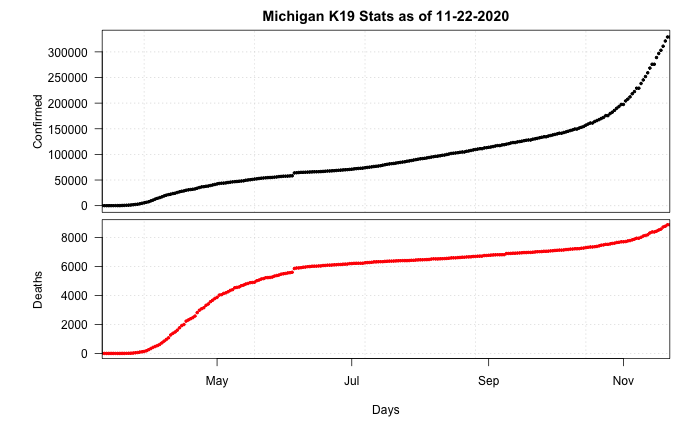 Michigan K19 Stats as of 11-22-2020
Confirmed
300000
250000
200000
150000
100000
50000
0
Deaths
8000
6000
4000
2000
0
May Jul Sep Nov
Days